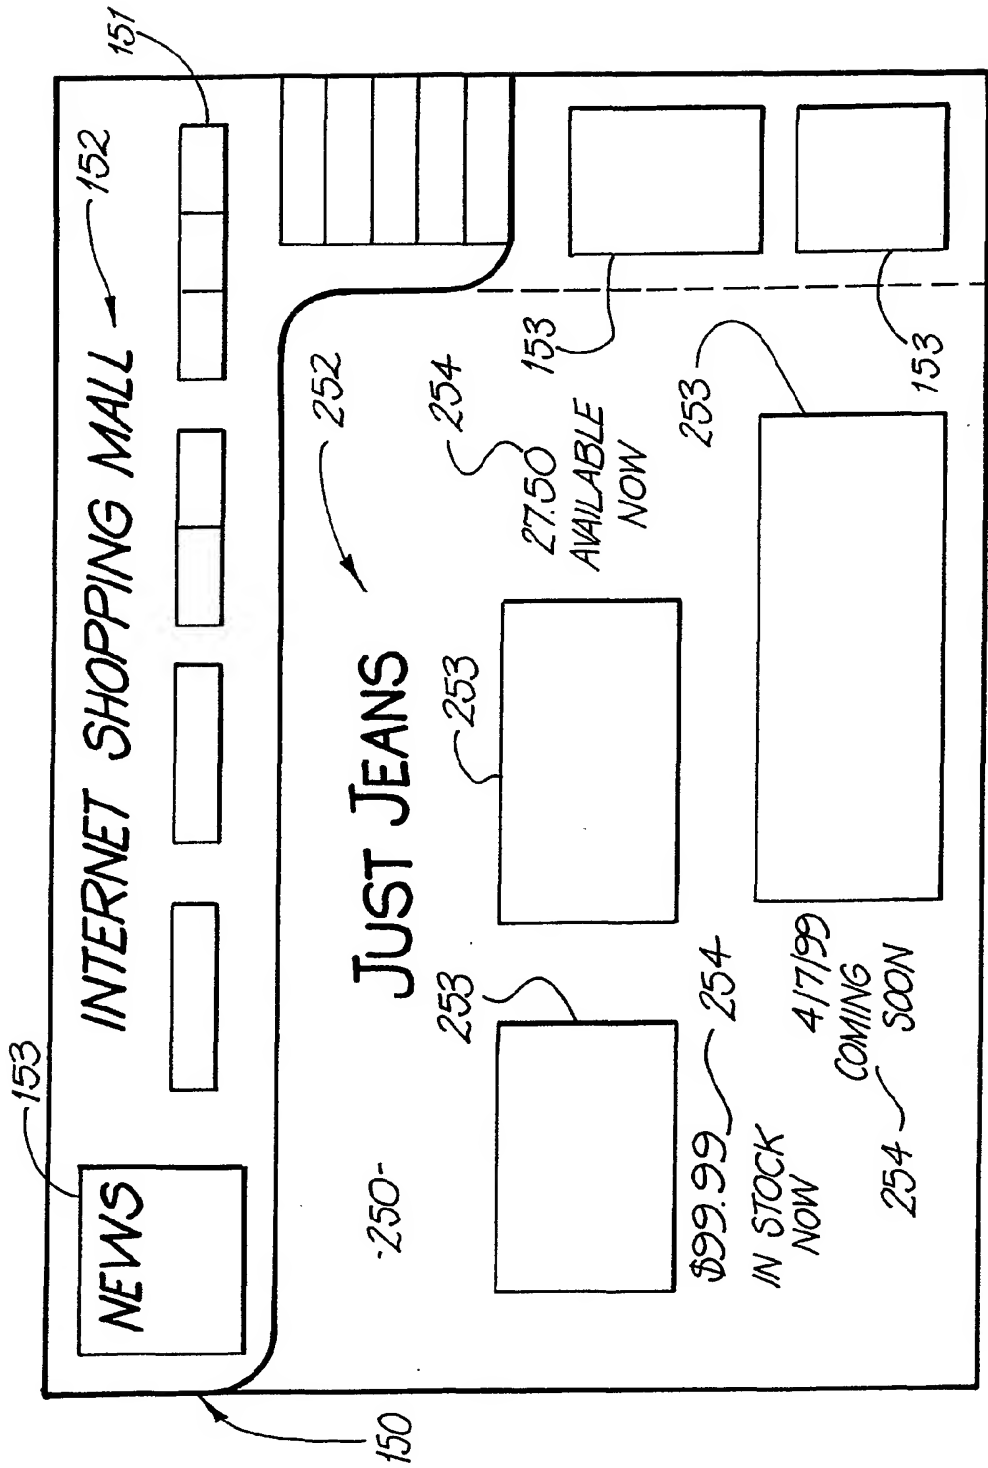 153
151
INTERNET SHOPPING MALL
152
NEWS
150
-250-
JUST JEANS
252
253
253
254
27.50
AVAILABLE
NOW
153
$99.99
254
IN STOCK
NOW
253
4/7/99
COMING
SOON
254
153